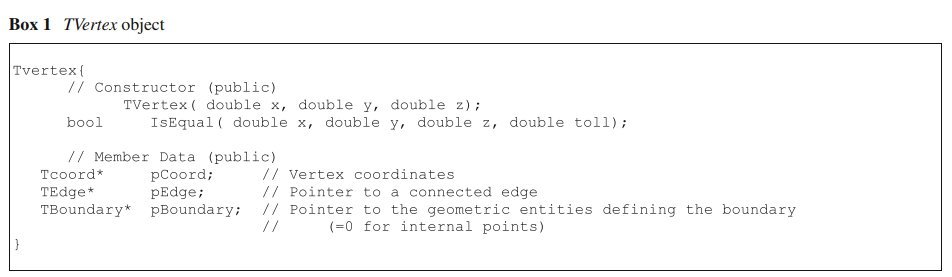 Box 1 TVertex object
Tvertex{
// Constructor (public)
TVertex( double x, double y, double z);
bool IsEqual( double x, double y, double z, double toll);
// Member Data (public)
Tcoord* pCoord; // Vertex coordinates
TEdge* pEdge; // Pointer to a connected edge
TBoundary* pBoundary; // Pointer to the geometric entities defining the boundary
// (=0 for internal points)
}